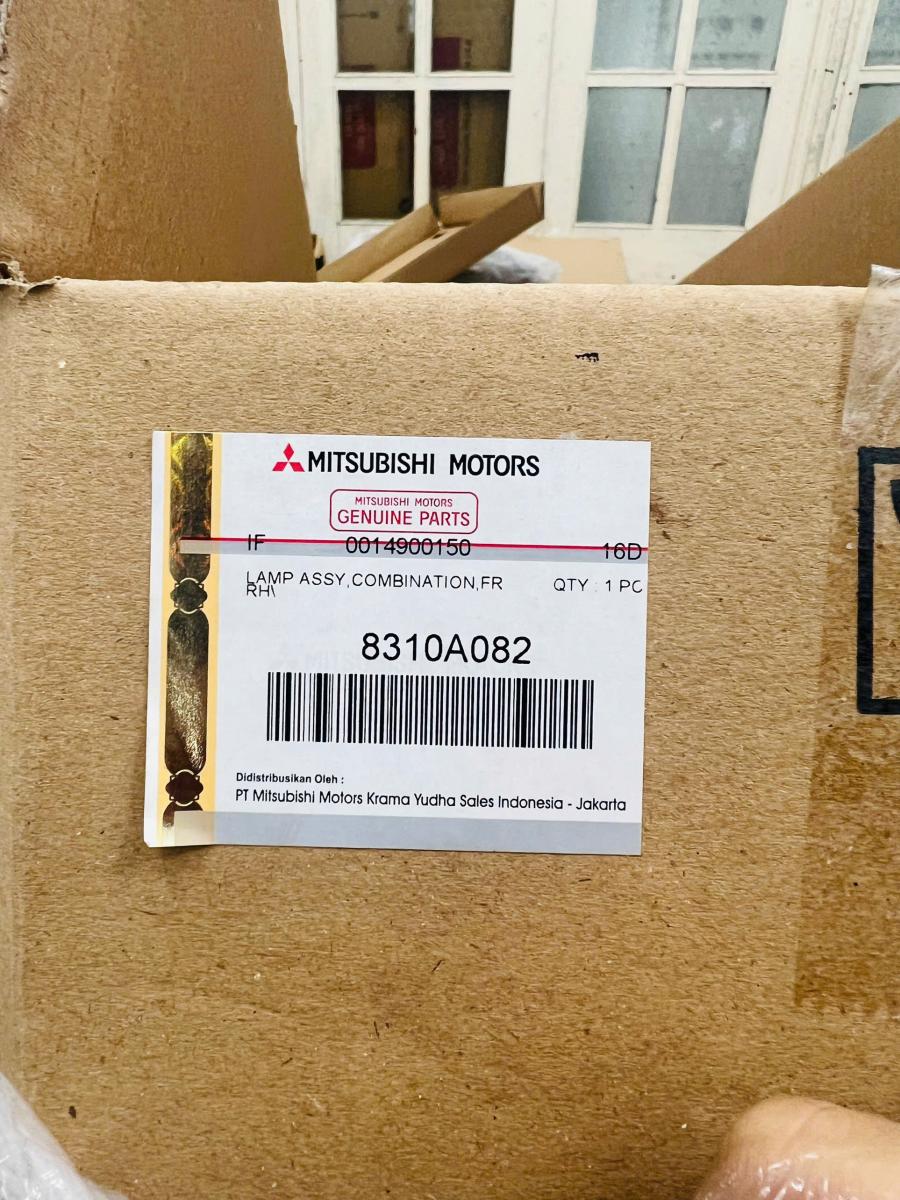 MITSUBISHI MOTORS
MITSUBISHI MOTORS
GENUINE PARTS
IF 0014900150 16D
LAMP ASSY,COMBINATION,FR QTY : 1 PC
RH\
8310A082
Didistribusikan Oleh :
PT Mitsubishi Motors Krama Yudha Sales Indonesia - Jakarta